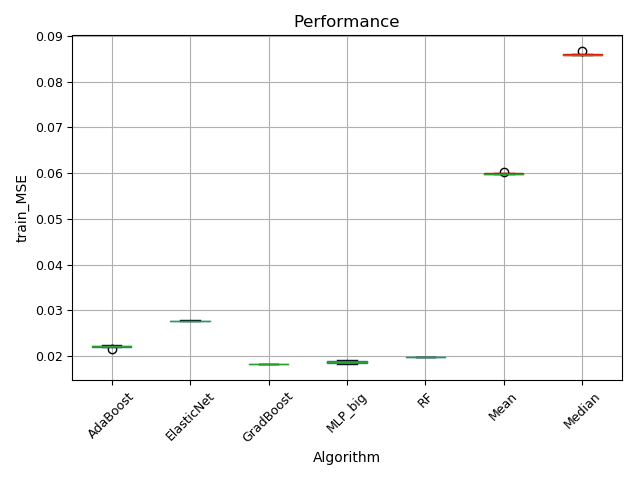 Performance
0.09
0.08
0.07
0.06
0.05
0.04
0.03
0.02
train_MSE
AdaBoost
ElasticNet
GradBoost
MLP_big
RF
Mean
Median
Algorithm